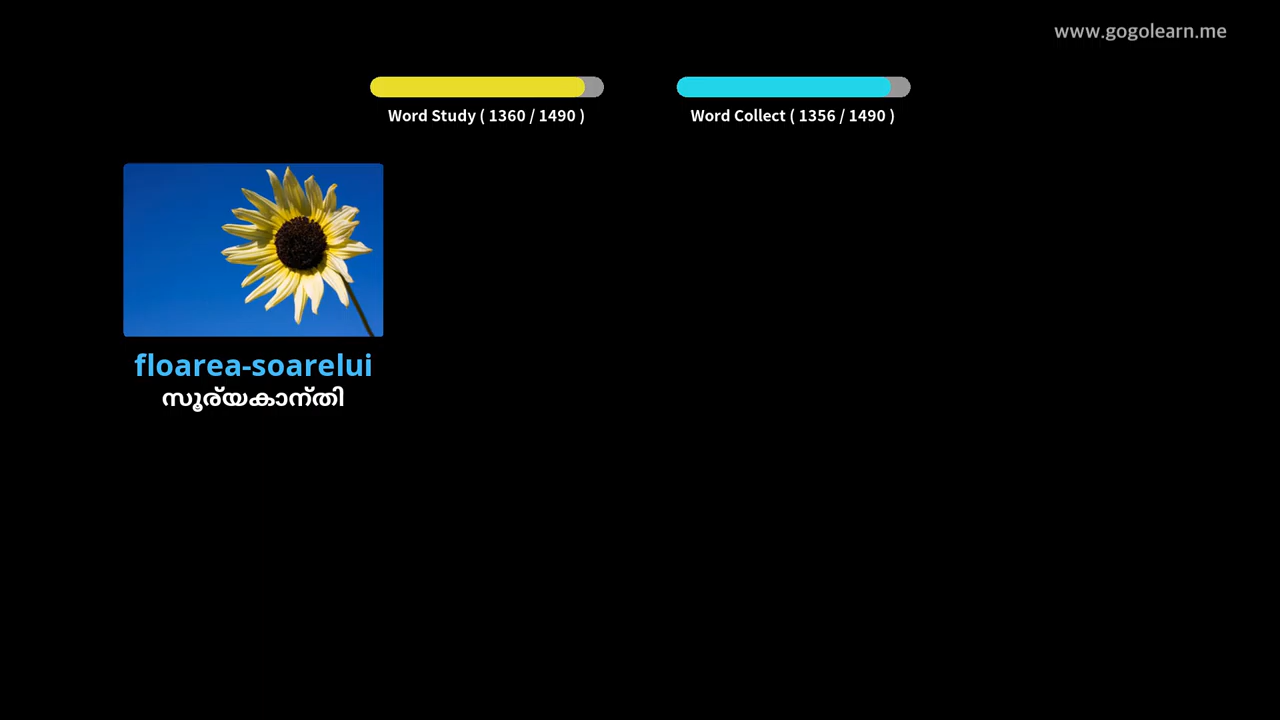 www.gogolearn.me
Word Study ( 1360 / 1490 )
Word Collect ( 1356 / 1490 )
floarea-soarelui
സൂര്യകാന്തി